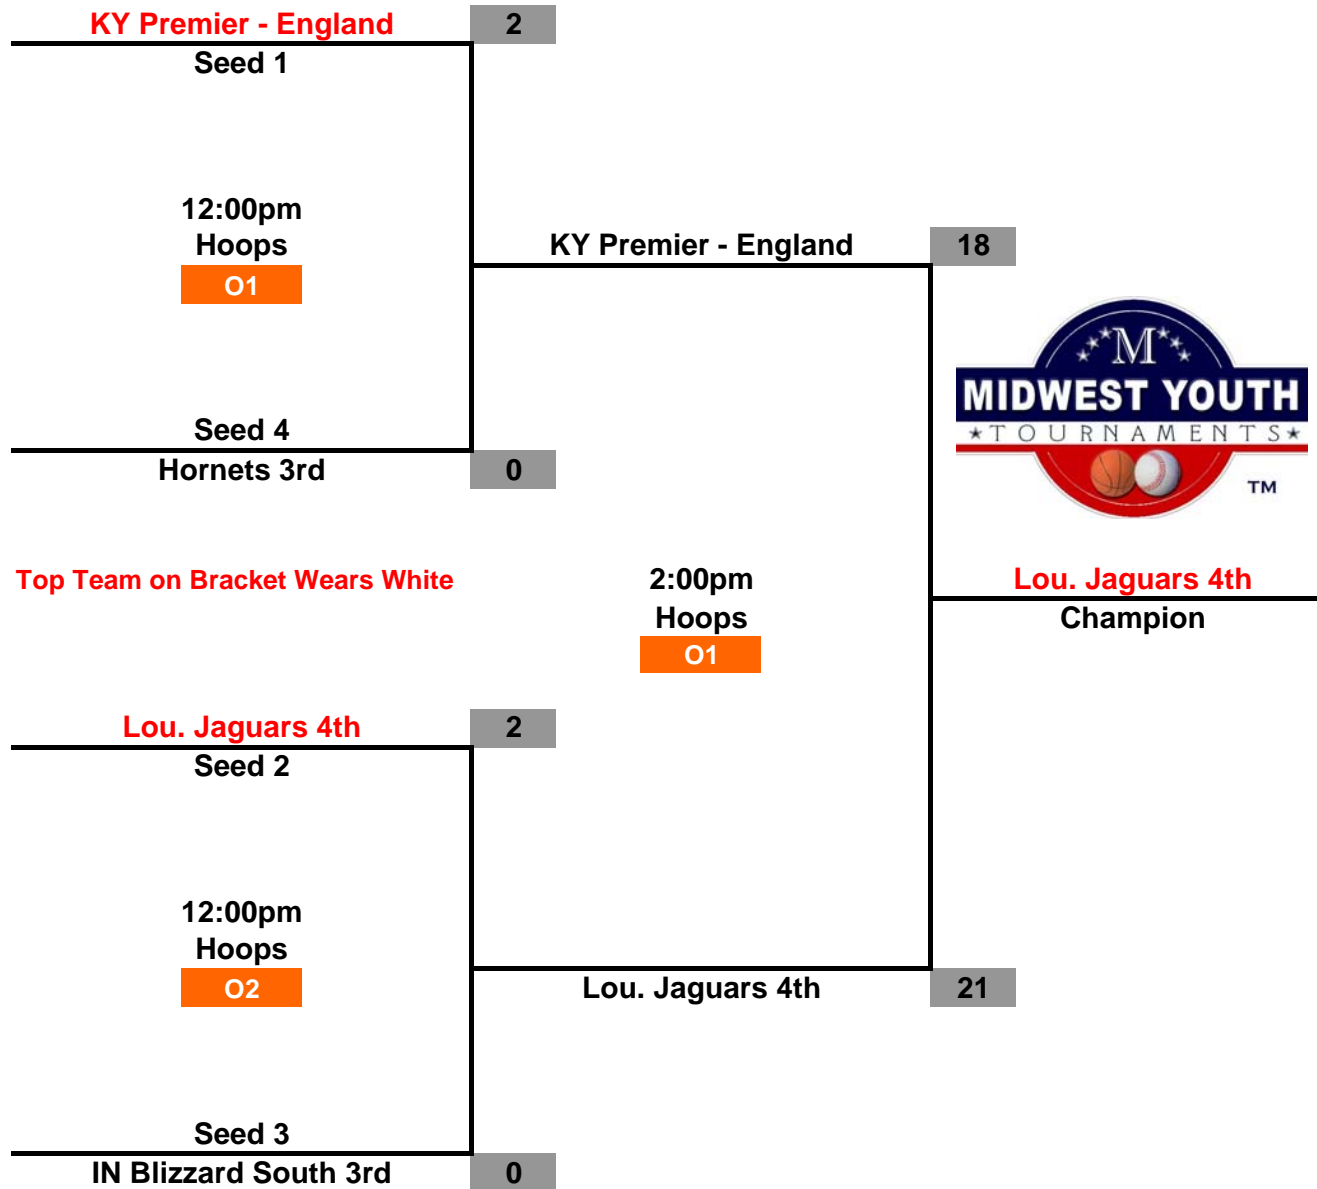 KY Premier - England 2
Seed 1
12:00pm
Hoops
O1
KY Premier - England 18
M
MIDWEST YOUTH
★TOURNAMENTS★
TM
Seed 4
Hornets 3rd 0
Top Team on Bracket Wears White
2:00pm
Hoops
O1
Lou. Jaguars 4th
Champion
Lou. Jaguars 4th 2
Seed 2
12:00pm
Hoops
O2
Lou. Jaguars 4th 21
Seed 3
IN Blizzard South 3rd 0